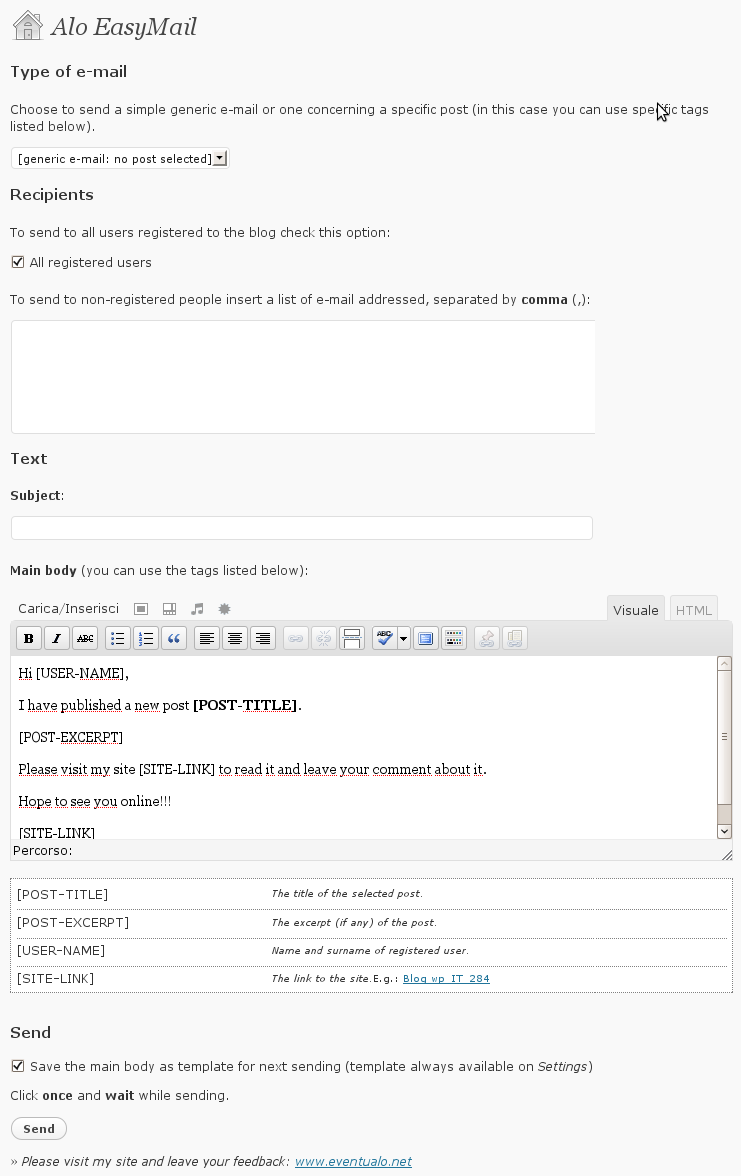 Alo EasyMail
Type of e-mail
Choose to send a simple generic e-mail or one concerning a specific post (in this case you can use specific tags
listed below).
[generic e-mail: no post selected]
Recipients
To send to all users registered to the blog check this option:
All registered users
To send to non-registered people insert a list of e-mail addressed, separated by comma (,):
Text
Subject:
Main body (you can use the tags listed below):
Carica/Inserisci Visuale HTML
B I ABC ABC
Hi [USER-NAME],
I have published a new post [POST-TITLE].
[POST-EXCERPT]
Please visit my site [SITE-LINK] to read it and leave your comment about it.
Hope to see you online!!!
[SITE-LINK]
Percorso:
[POST-TITLE] The title of the selected post.
[POST-EXCERPT] The excerpt (if any) of the post.
[USER-NAME] Name and surname of registered user.
[SITE-LINK] The link to the site.E.g.: Blog wp IT 284
Send
Save the main body as template for next sending (template always available on Settings)
Click once and wait while sending.
Send
» Please visit my site and leave your feedback: www.eventualo.net